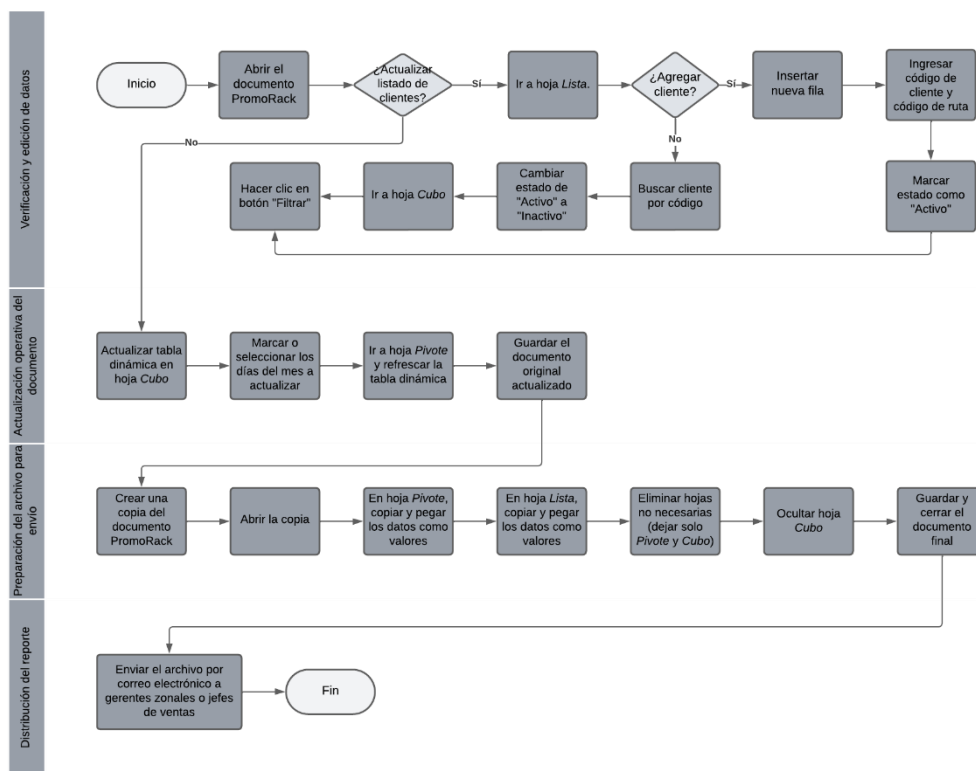 Verificación y edición de datos
Inicio
Abrir el
documento
PromoRack
¿Actualizar
listado de
clientes?
Sí
Ir a hoja Lista.
¿Agregar
cliente?
Sí
Insertar
nueva fila
Ingresar
código de
cliente y
código de ruta
No
No
Hacer clic en
botón "Filtrar"
Ir a hoja Cubo
Cambiar
estado de
"Activo" a
"Inactivo"
Buscar cliente
por código
Marcar
estado como
"Activo"
Actualización operativa del
documento
Actualizar tabla
dinámica en
hoja Cubo
Marcar o
seleccionar los
días del mes a
actualizar
Ir a hoja Pivote
y refrescar la
tabla dinámica
Guardar el
documento
original
actualizado
Preparación del archivo para
envío
Crear una
copia del
documento
PromoRack
Abrir la copia
En hoja Pivote,
copiar y pegar
los datos como
valores
En hoja Lista,
copiar y pegar
los datos como
valores
Eliminar hojas
no necesarias
(dejar solo
Pivote y Cubo)
Ocultar hoja
Cubo
Guardar y
cerrar el
documento
final
Distribución del reporte
Enviar el archivo por
correo electrónico a
gerentes zonales o jefes
de ventas
Fin